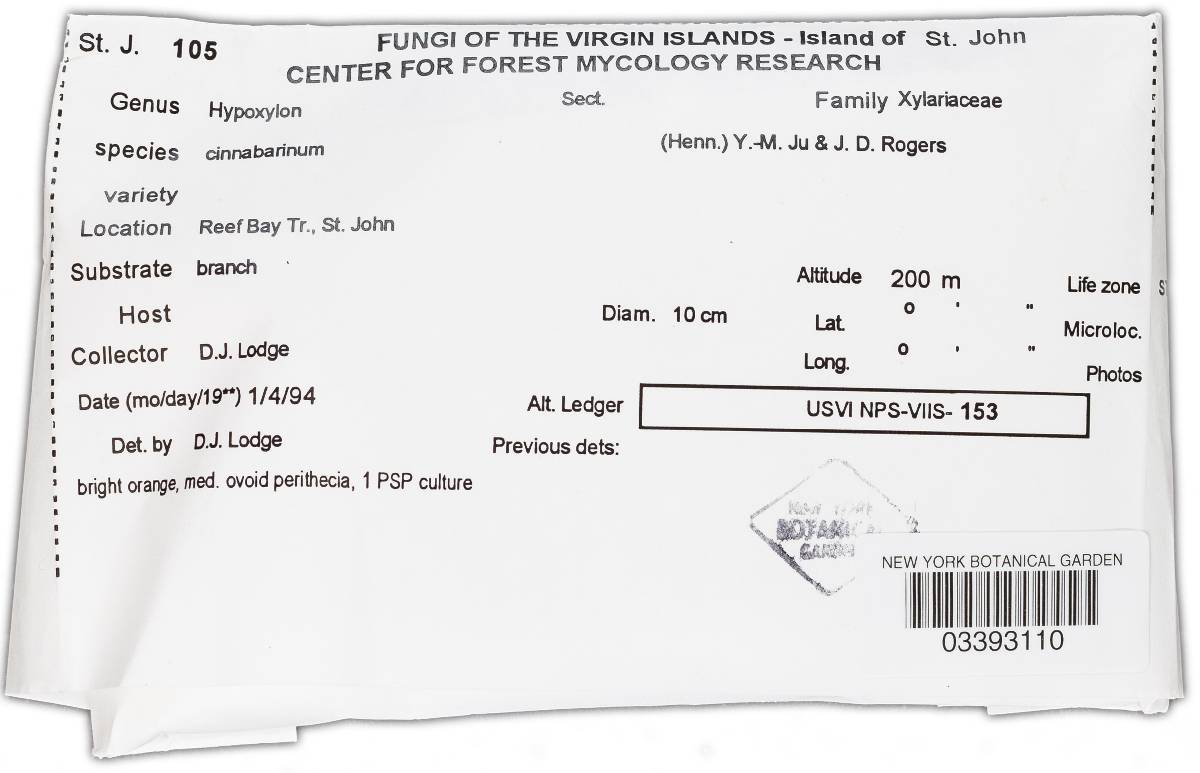 St. J. 105 FUNGI OF THE VIRGIN ISLANDS - Island of St. John
CENTER FOR FOREST MYCOLOGY RESEARCH
Genus Hypoxylon Sect. Family Xylariaceae
species cinnabarinum (Henn.) Y.-M. Ju & J. D. Rogers
variety
Location Reef Bay Tr., St. John
Substrate branch Altitude 200 m Life zone S
Host Diam. 10 cm Lat. o ' " Microloc.
Collector D.J. Lodge Long. o ' " Photos
Date (mo/day/19**) 1/4/94 Alt. Ledger USVI NPS-VIIS- 153
Det. by D.J. Lodge Previous dets:
bright orange, med. ovoid perithecia, 1 PSP culture
NEW YORK
BOTANICAL
GARDEN
NEW YORK BOTANICAL GARDEN
03393110